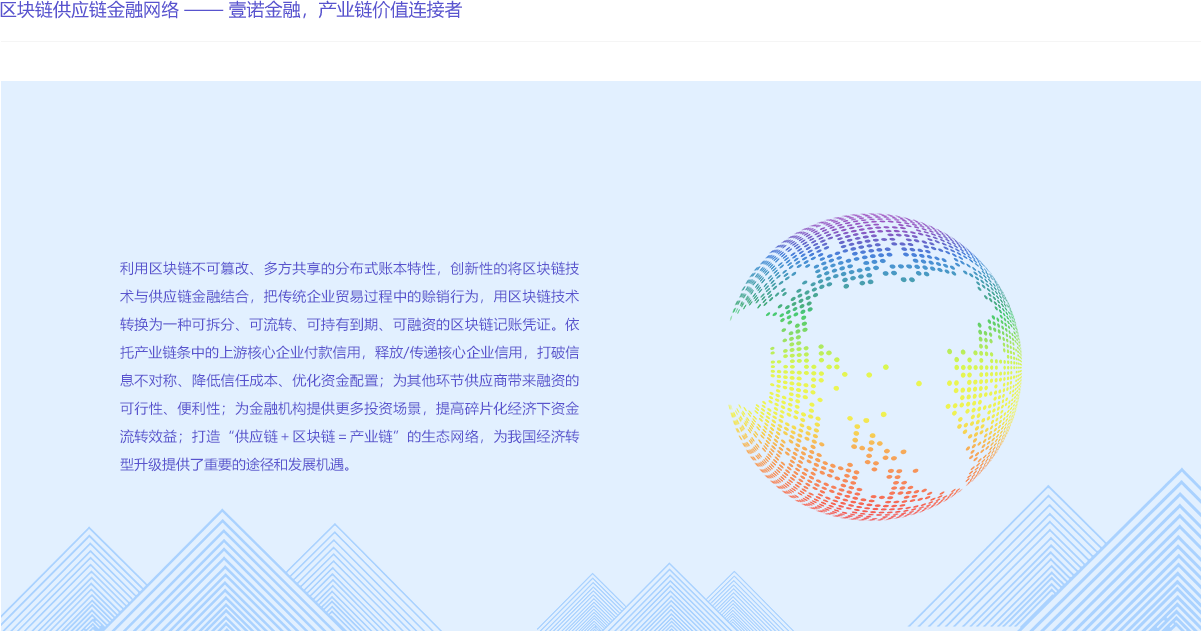 区块链供应链金融网络 —— 壹诺金融，产业链价值连接者
利用区块链不可篡改、多方共享的分布式账本特性，创新性的将区块链技
术与供应链金融结合，把传统企业贸易过程中的赊销行为，用区块链技术
转换为一种可拆分、可流转、可持有到期、可融资的区块链记账凭证。依
托产业链条中的上游核心企业付款信用，释放/传递核心企业信用，打破信
息不对称、降低信任成本、优化资金配置；为其他环节供应商带来融资的
可行性、便利性；为金融机构提供更多投资场景，提高碎片化经济下资金
流转效益；打造“供应链＋区块链＝产业链”的生态网络，为我国经济转
型升级提供了重要的途径和发展机遇。